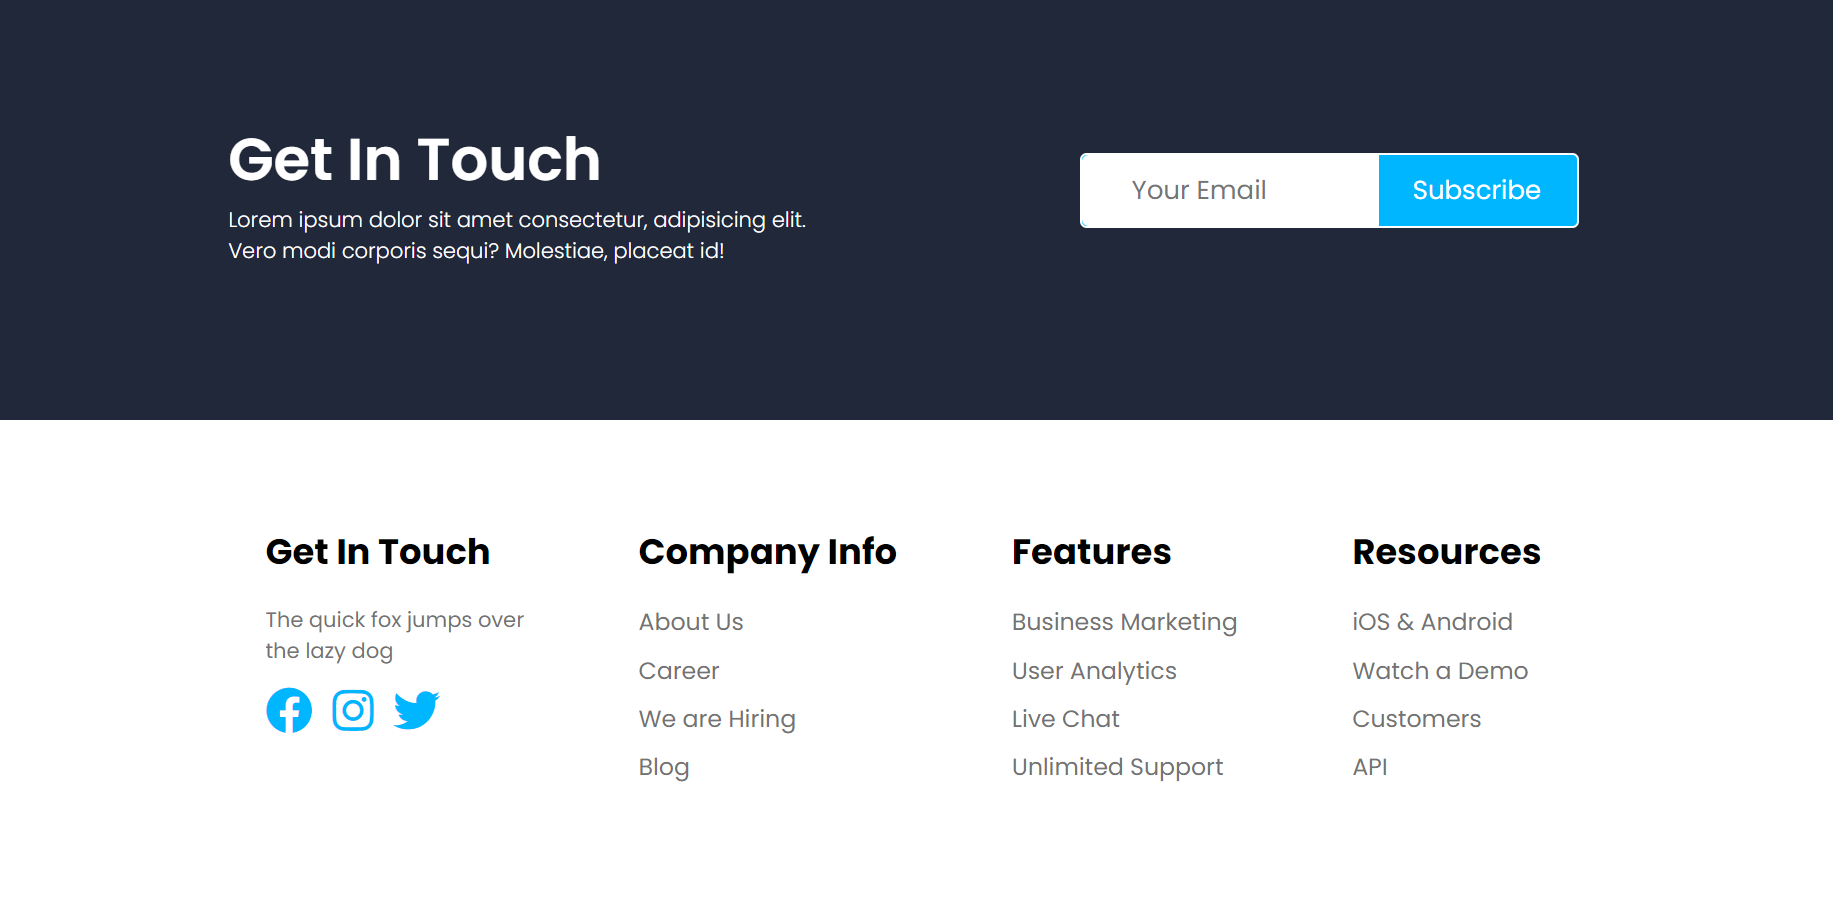 Get In Touch
Lorem ipsum dolor sit amet consectetur, adipisicing elit.
Vero modi corporis sequi? Molestiae, placeat id!
Your Email
Subscribe
Get In Touch
The quick fox jumps over
the lazy dog
Company Info
About Us
Career
We are Hiring
Blog
Features
Business Marketing
User Analytics
Live Chat
Unlimited Support
Resources
iOS & Android
Watch a Demo
Customers
API